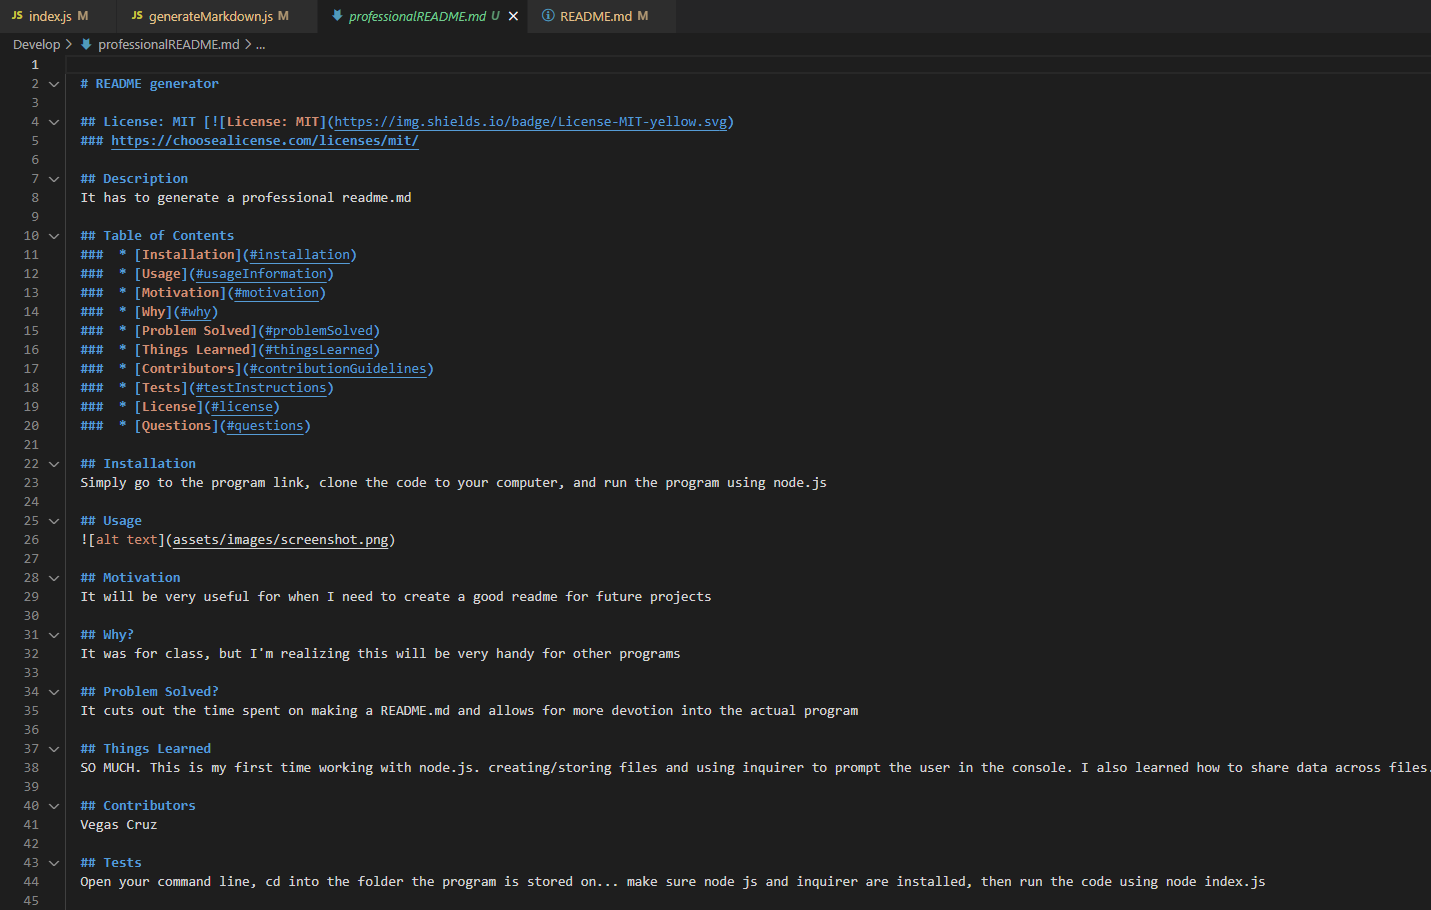 JS index.js M JS generateMarkdown.js M professionalREADME.md U README.md M
Develop > professionalREADME.md > ...
1
2 # README generator
3
4 ## License: MIT [![License: MIT](https://img.shields.io/badge/License-MIT-yellow.svg)
5 ### https://choosealicense.com/licenses/mit/
6
7 ## Description
8 It has to generate a professional readme.md
9
10 ## Table of Contents
11 ###  * [Installation](#installation)
12 ###  * [Usage](#usageInformation)
13 ###  * [Motivation](#motivation)
14 ###  * [Why](#why)
15 ###  * [Problem Solved](#problemSolved)
16 ###  * [Things Learned](#thingsLearned)
17 ###  * [Contributors](#contributionGuidelines)
18 ###  * [Tests](#testInstructions)
19 ###  * [License](#license)
20 ###  * [Questions](#questions)
21
22 ## Installation
23 Simply go to the program link, clone the code to your computer, and run the program using node.js
24
25 ## Usage
26 ![alt text](assets/images/screenshot.png)
27
28 ## Motivation
29 It will be very useful for when I need to create a good readme for future projects
30
31 ## Why?
32 It was for class, but I'm realizing this will be very handy for other programs
33
34 ## Problem Solved?
35 It cuts out the time spent on making a README.md and allows for more devotion into the actual program
36
37 ## Things Learned
38 SO MUCH. This is my first time working with node.js. creating/storing files and using inquirer to prompt the user in the console. I also learned how to share data across files.
39
40 ## Contributors
41 Vegas Cruz
42
43 ## Tests
44 Open your command line, cd into the folder the program is stored on... make sure node js and inquirer are installed, then run the code using node index.js
45